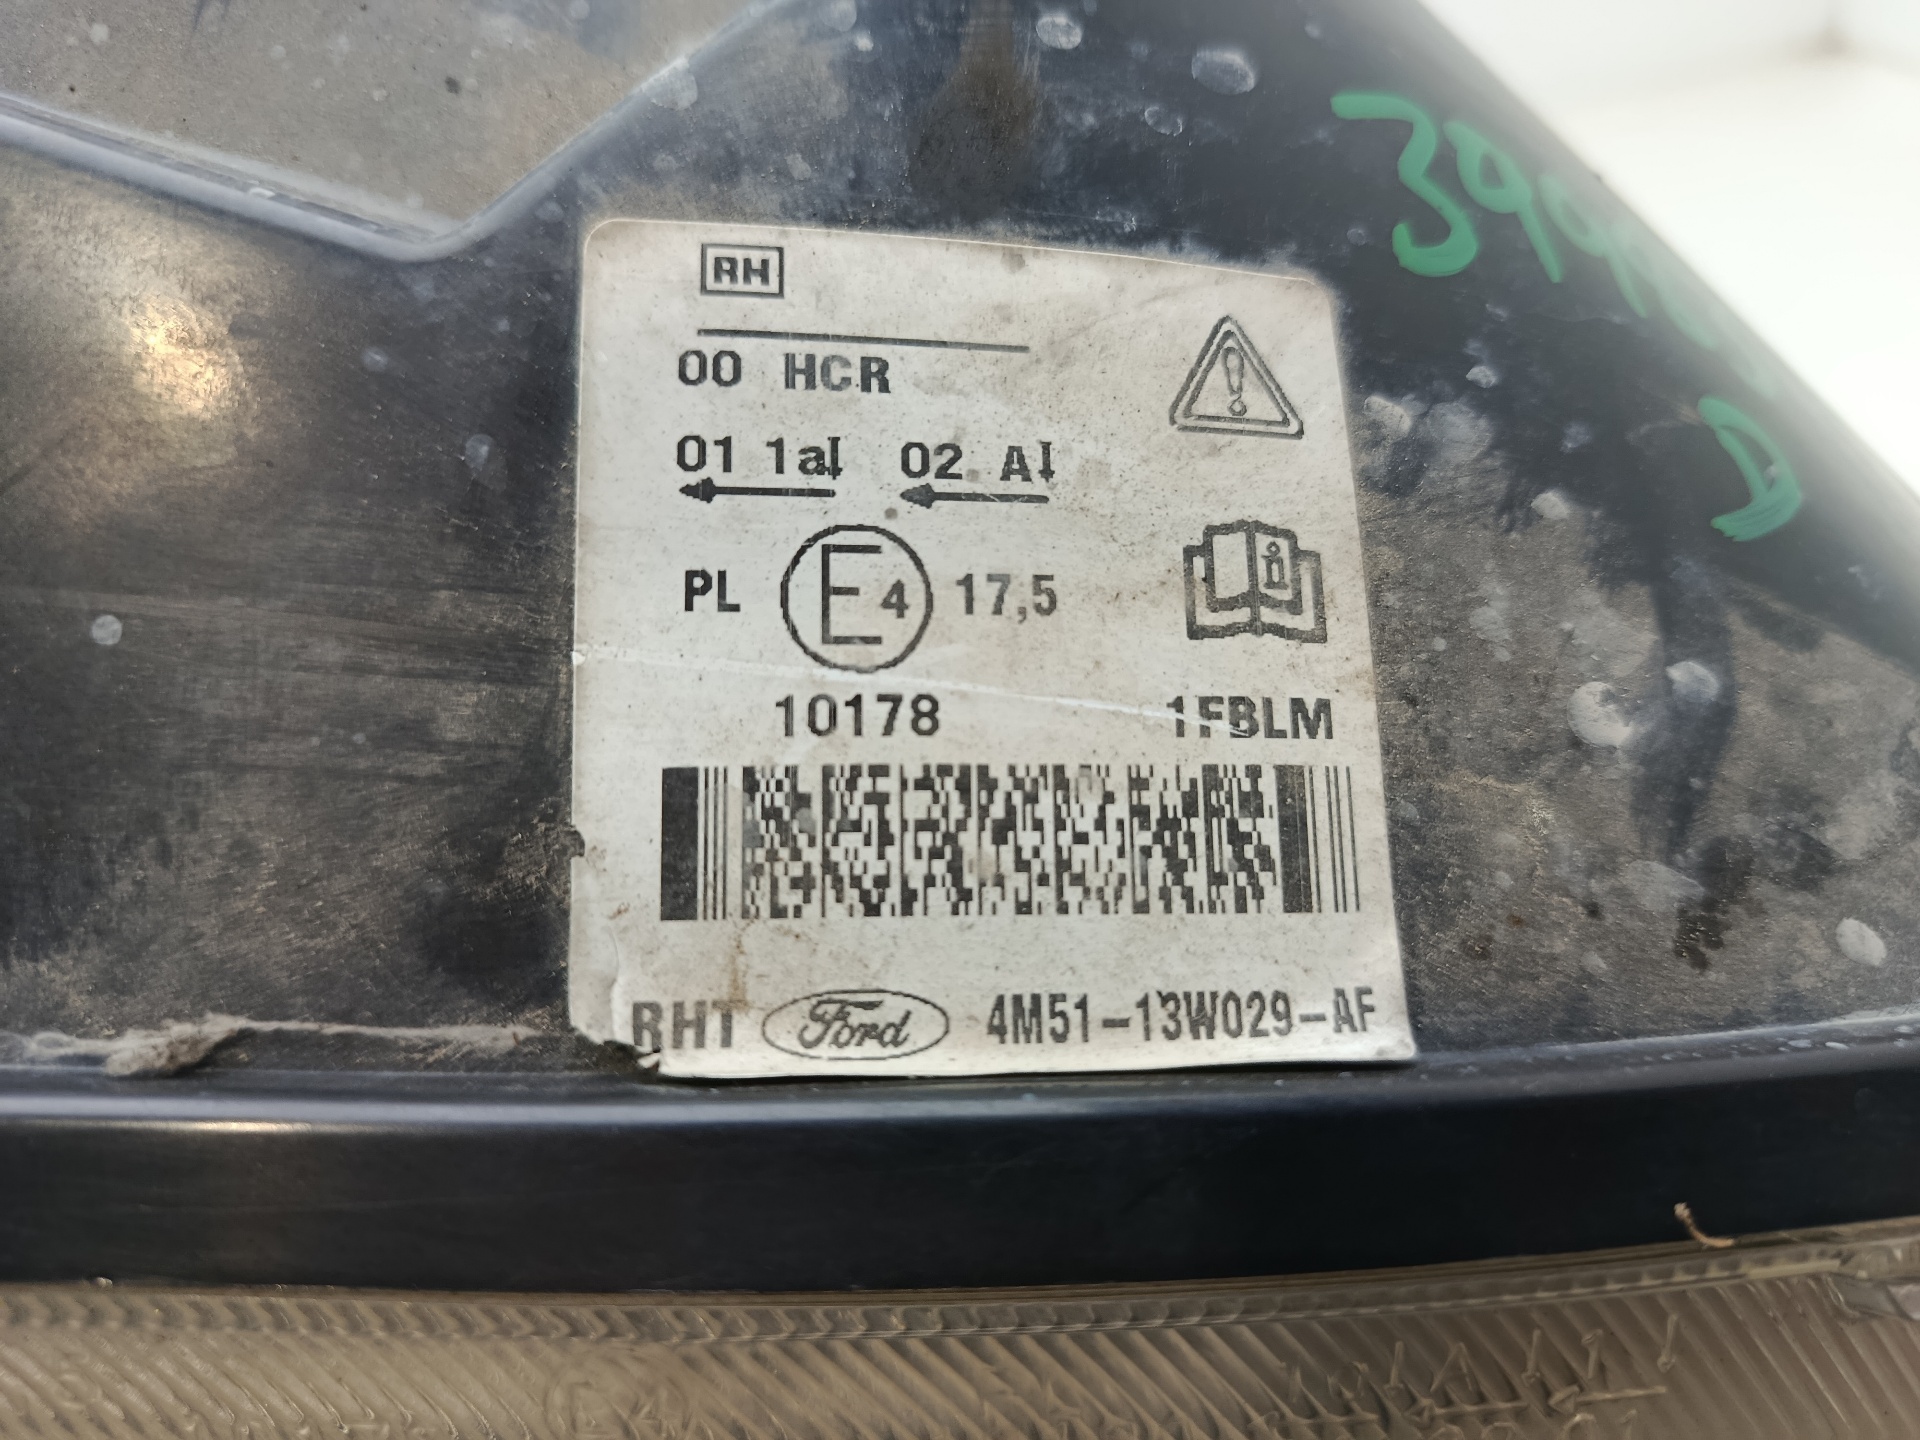 RH
00 HCR
01 1a 02 A
PL E4 17,5
10178 1FBLM
RHT Ford 4M51-13W029-AF
D